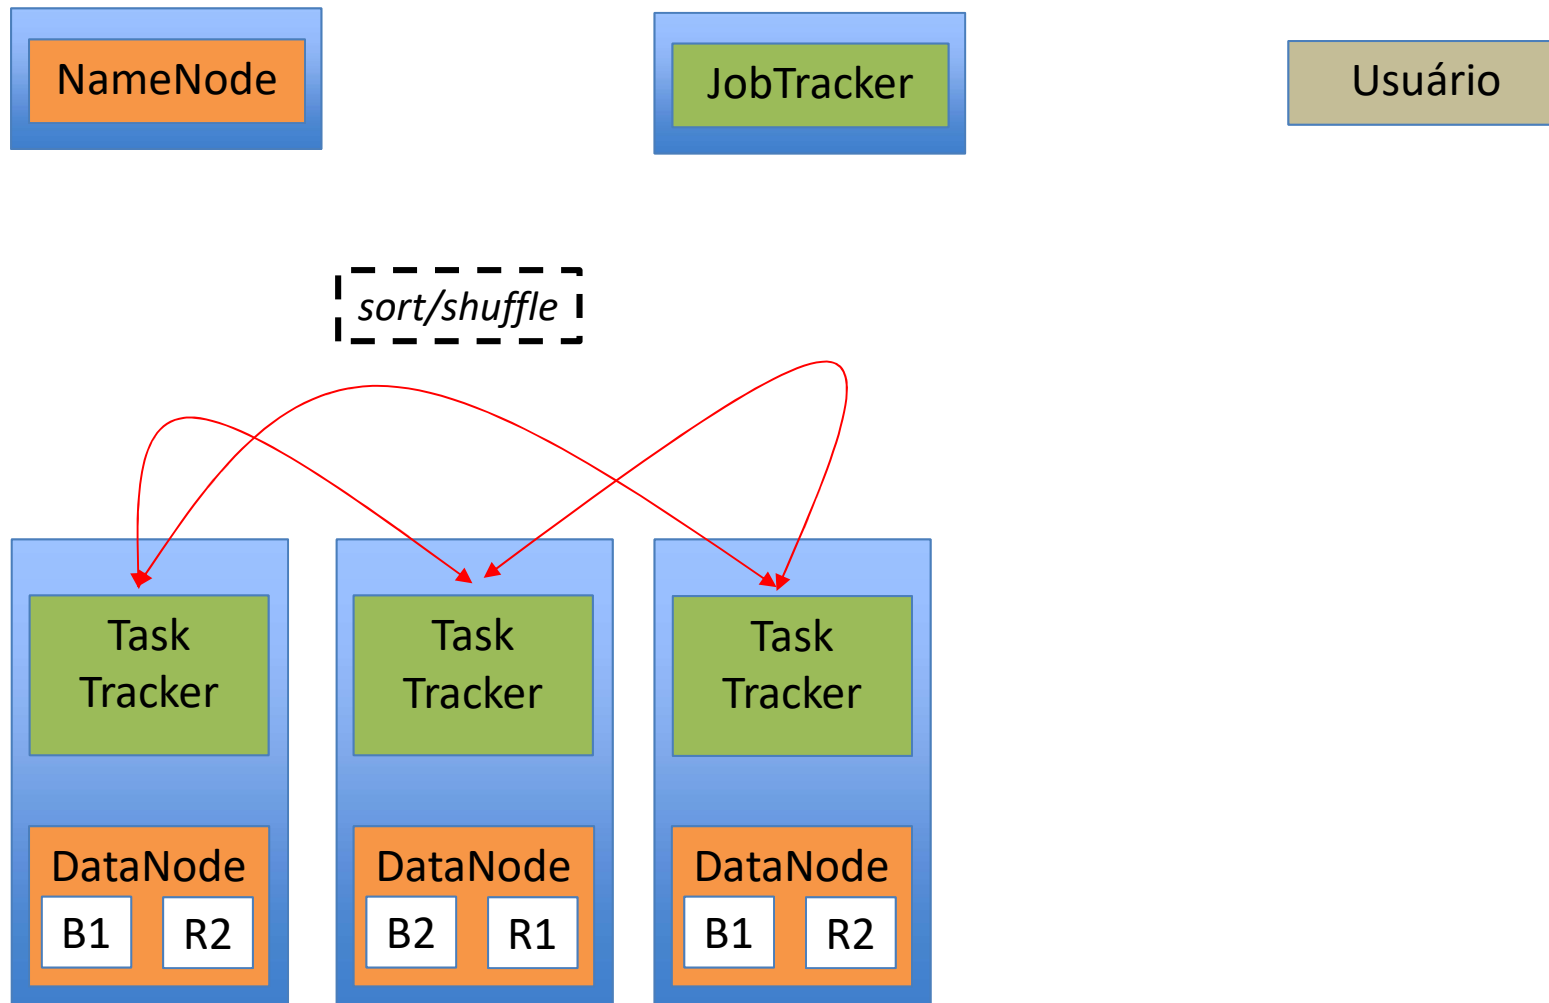 NameNode
JobTracker
Usuário
sort/shuffle
Task
Tracker
Task
Tracker
Task
Tracker
DataNode
B1 R2
DataNode
B2 R1
DataNode
B1 R2